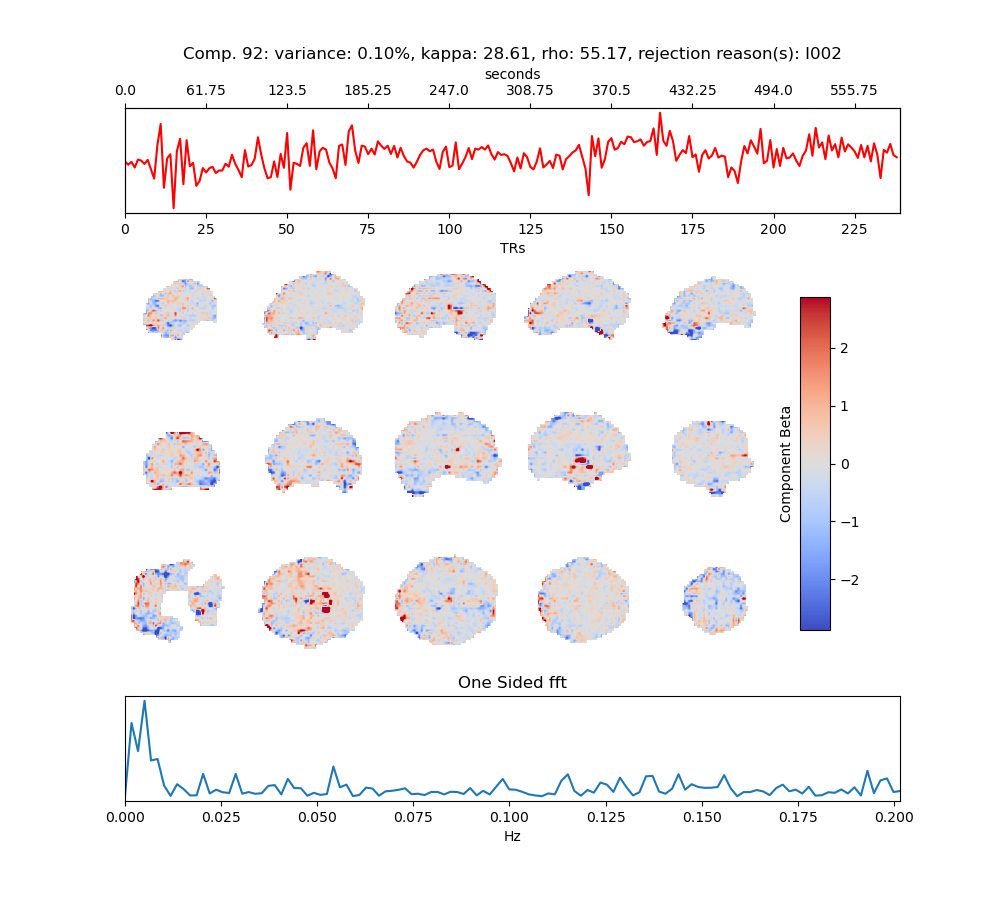 Comp. 92: variance: 0.10%, kappa: 28.61, rho: 55.17, rejection reason(s): I002
seconds
0.0 61.75 123.5 185.25 247.0 308.75 370.5 432.25 494.0 555.75
0 25 50 75 100 125 150 175 200 225
TRs
2
1
0
−1
−2
Component Beta
One Sided fft
0.000 0.025 0.050 0.075 0.100 0.125 0.150 0.175 0.200
Hz